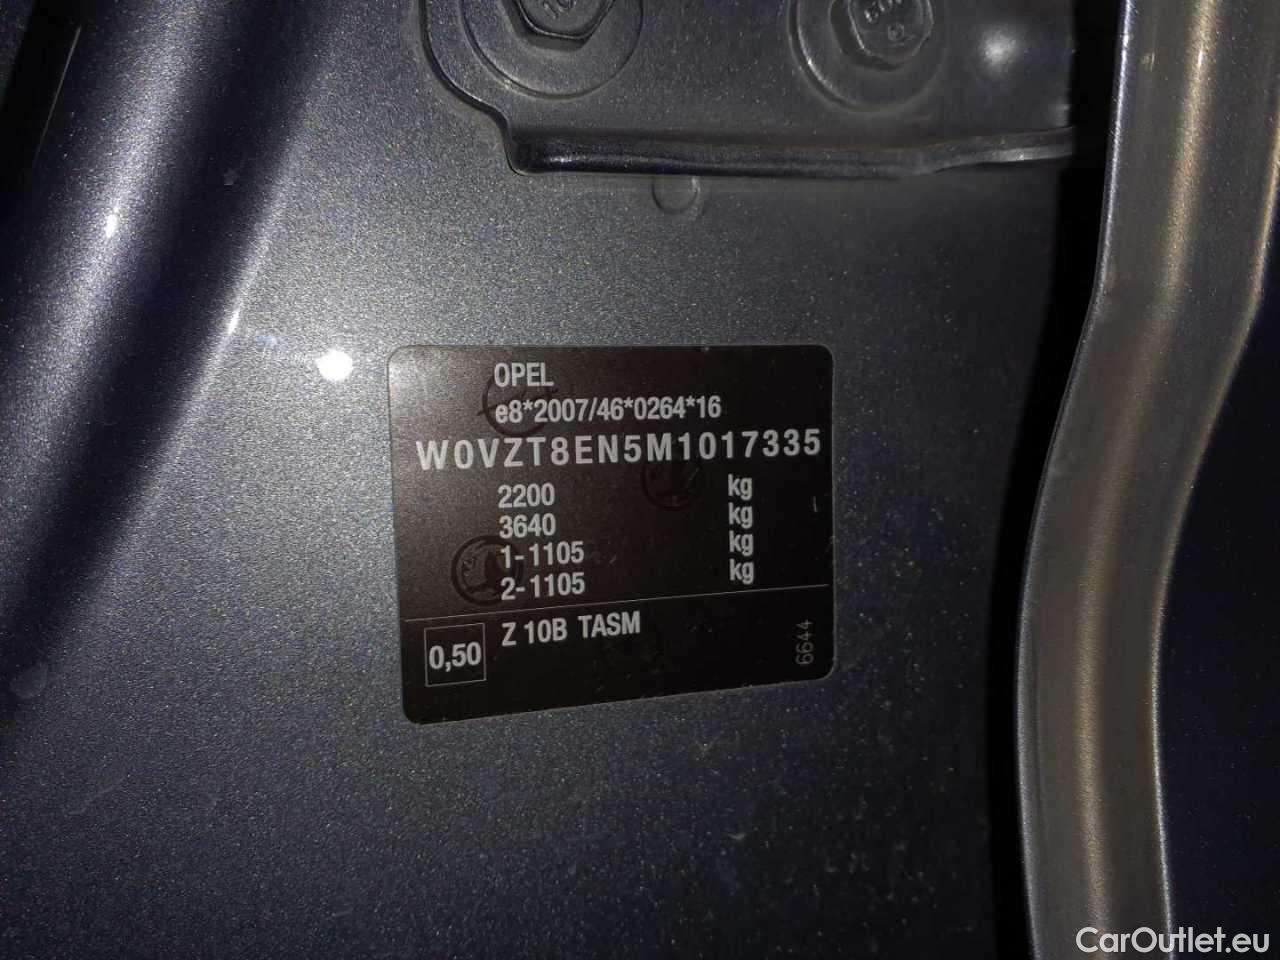 OPEL
e8*2007/46*0264*16
W0VZT8EN5M1017335
2200 kg
3640 kg
1-1105 kg
2-1105 kg
0,50 Z 10B TASM
6644
CarOutlet.eu